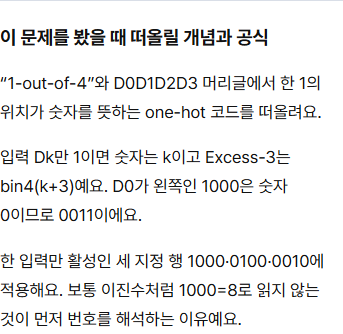 이 문제를 봤을 때 떠올릴 개념과 공식
“1-out-of-4”와 D0D1D2D3 머리글에서 한 1의
위치가 숫자를 뜻하는 one-hot 코드를 떠올려요.
입력 Dk만 1이면 숫자는 k이고 Excess-3는
bin4(k+3)예요. D0가 왼쪽인 1000은 숫자
0이므로 0011이에요.
한 입력만 활성인 세 지정 행 1000·0100·0010에
적용해요. 보통 이진수처럼 1000=8로 읽지 않는
것이 먼저 번호를 해석하는 이유예요.